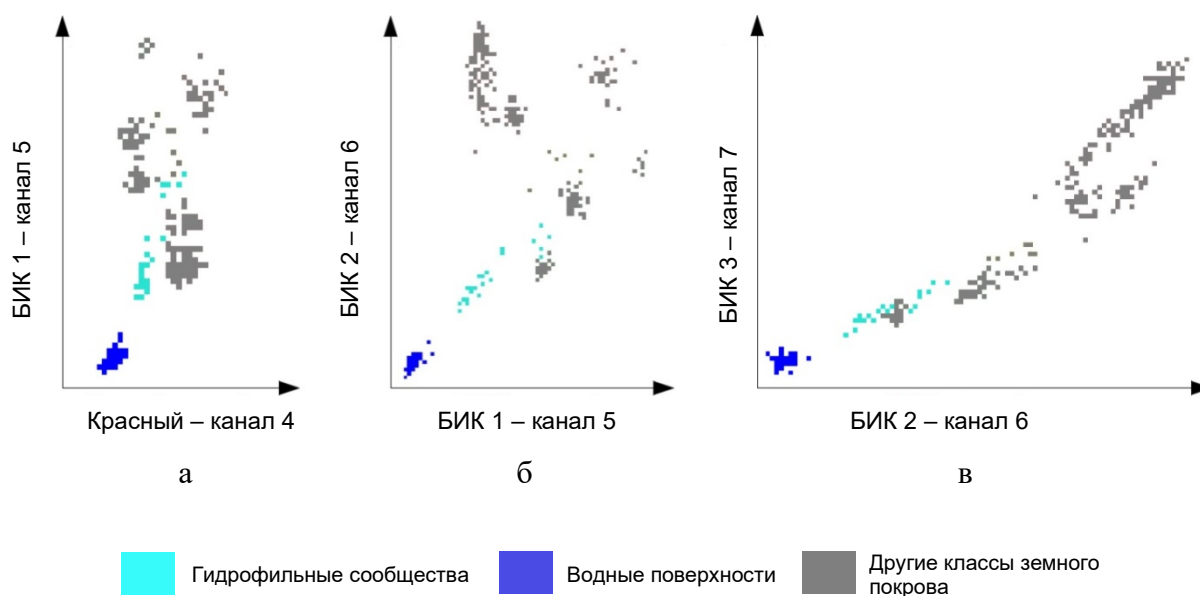 БИК 1 – канал 5
Красный – канал 4
а
БИК 2 – канал 6
БИК 1 – канал 5
б
БИК 3 – канал 7
БИК 2 – канал 6
в
Гидрофильные сообщества
Водные поверхности
Другие классы земного
покрова